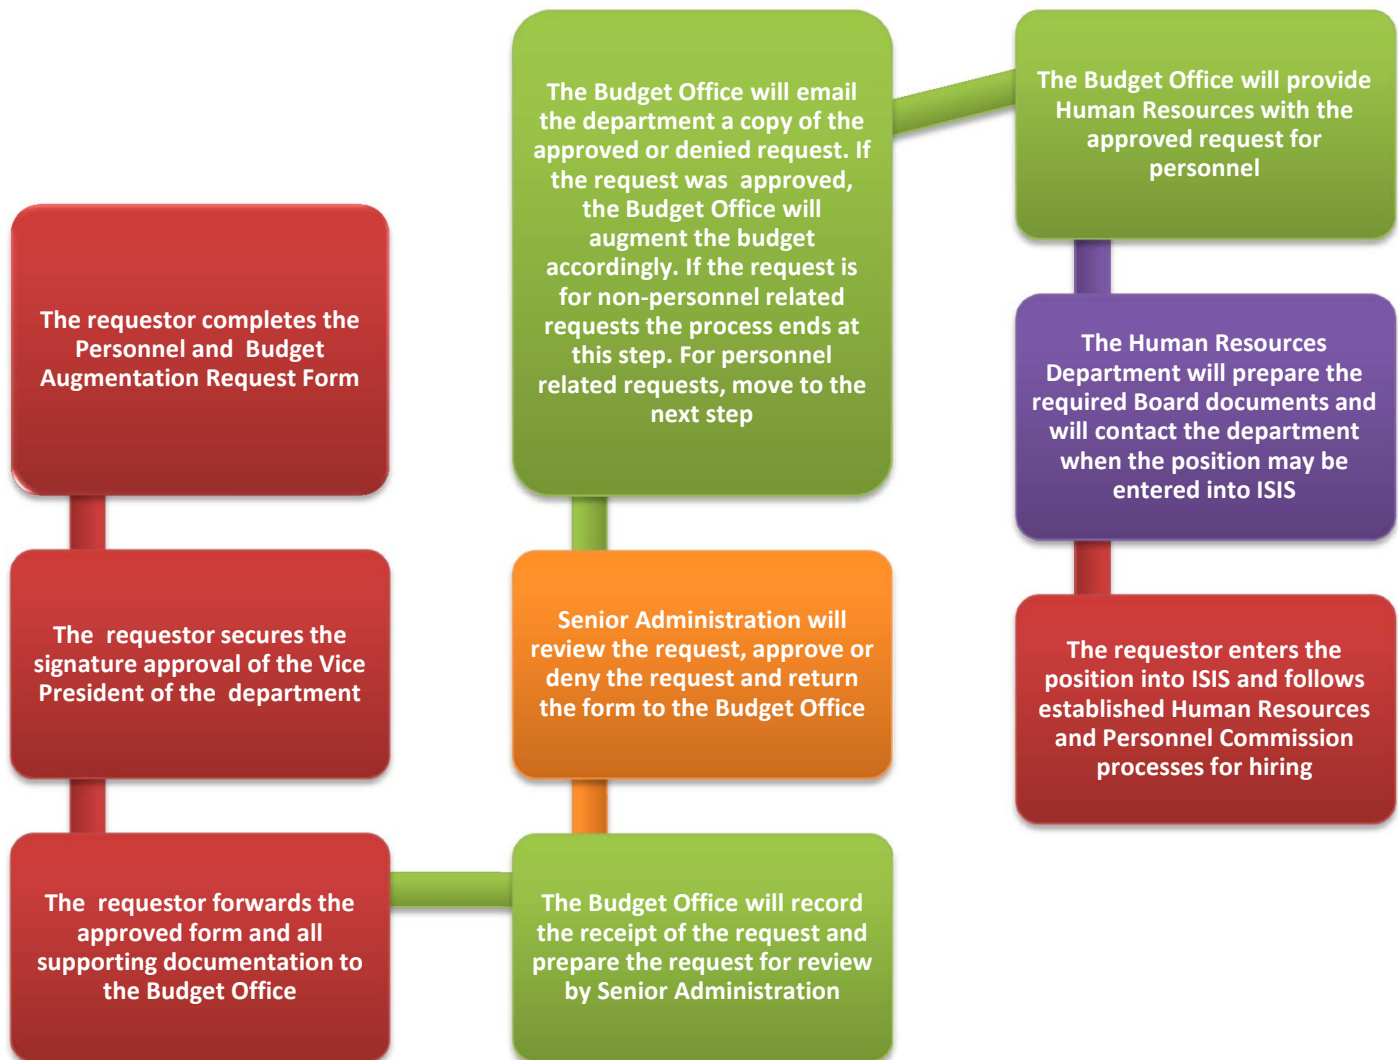 The requestor completes the
Personnel and Budget
Augmentation Request Form
The requestor secures the
signature approval of the Vice
President of the department
The requestor forwards the
approved form and all
supporting documentation to
the Budget Office
The Budget Office will record
the receipt of the request and
prepare the request for review
by Senior Administration
Senior Administration will
review the request, approve or
deny the request and return
the form to the Budget Office
The Budget Office will email
the department a copy of the
approved or denied request. If
the request was approved,
the Budget Office will
augment the budget
accordingly. If the request is
for non-personnel related
requests the process ends at
this step. For personnel
related requests, move to the
next step
The Budget Office will provide
Human Resources with the
approved request for
personnel
The Human Resources
Department will prepare the
required Board documents and
will contact the department
when the position may be
entered into ISIS
The requestor enters the
position into ISIS and follows
established Human Resources
and Personnel Commission
processes for hiring